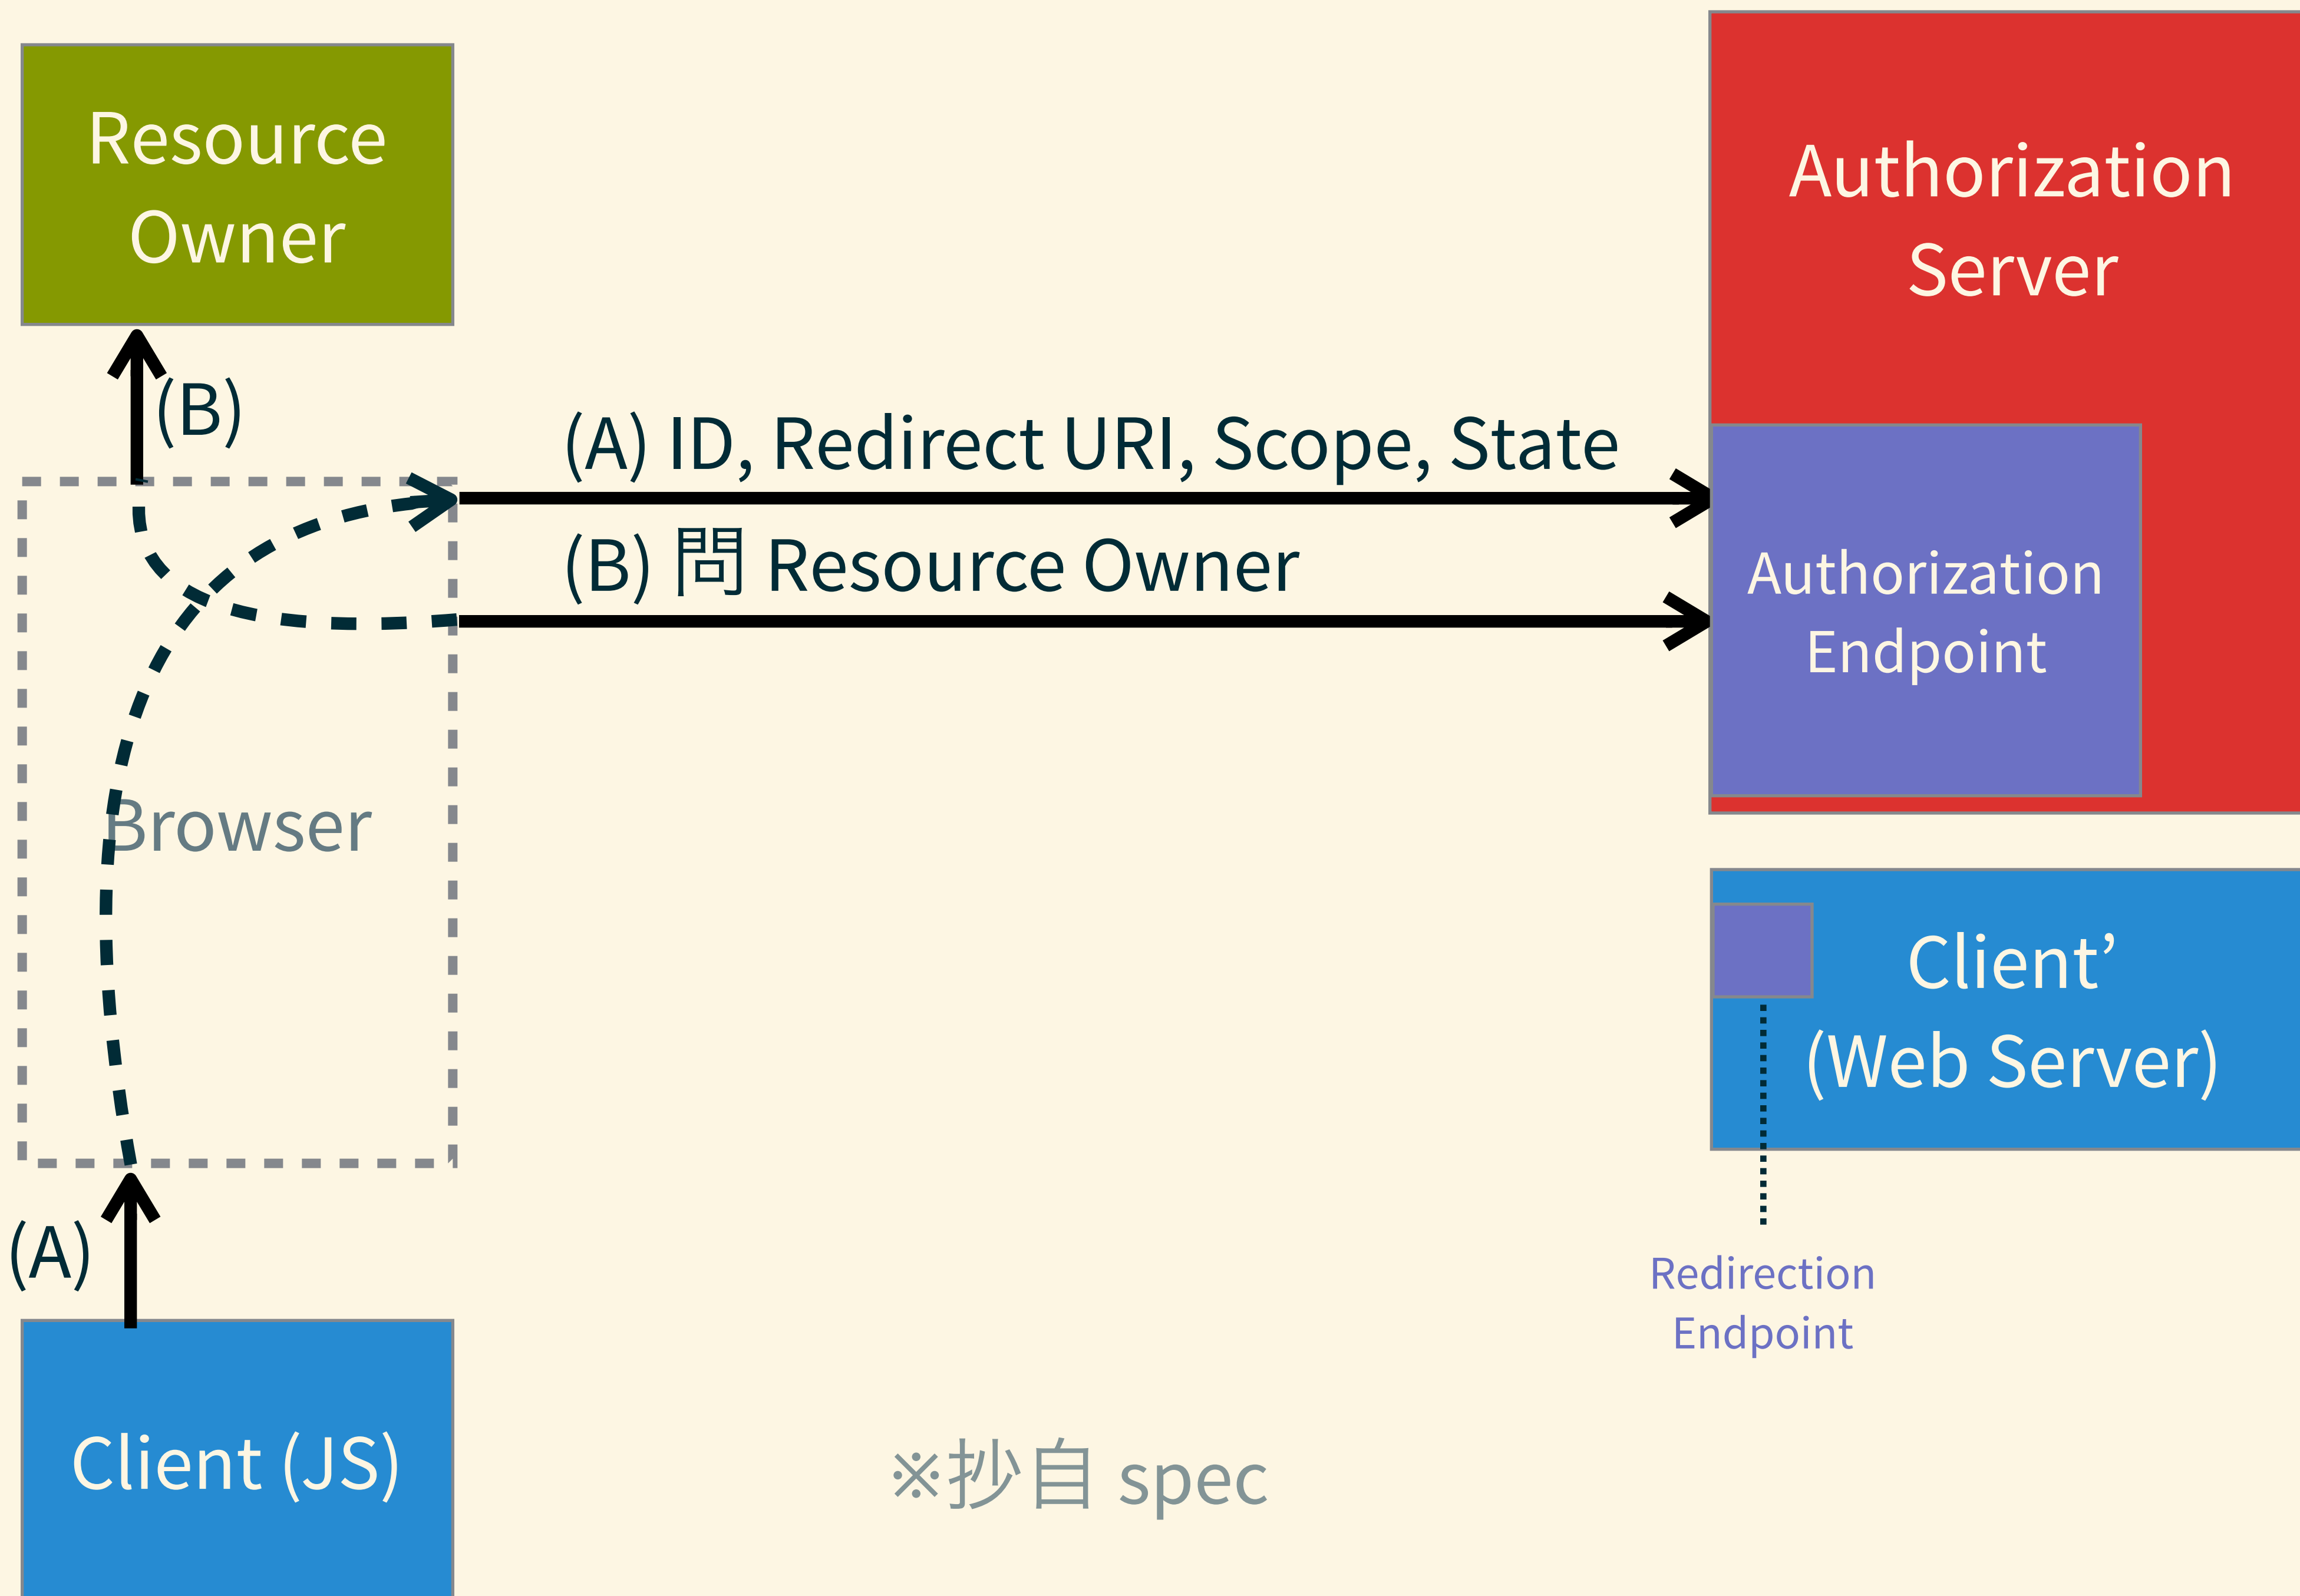 Resource
Owner
Authorization
Server
(B)
(A) ID, Redirect URI, Scope, State
(B) 問 Resource Owner
Authorization
Endpoint
Browser
Client’
(Web Server)
(A)
Redirection
Endpoint
Client (JS)
※抄自 spec